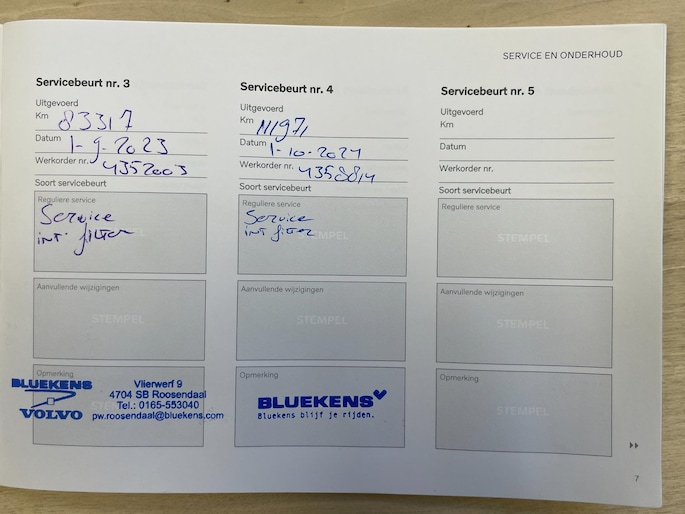 SERVICE EN ONDERHOUD
Servicebeurt nr. 3
Uitgevoerd
Km 83317
Datum 1-9-2023
Werkorder nr. 4352003
Soort servicebeurt
Reguliere service
Service
int. filter
Aanvullende wijzigingen
STEMPEL
Opmerking
BLUEKENS
VOLVO
Vlierwerf 9
4704 SB Roosendaal
Tel.: 0165-553040
pw.roosendaal@bluekens.com
Servicebeurt nr. 4
Uitgevoerd
Km 111971
Datum 1-10-2024
Werkorder nr. 4358814
Soort servicebeurt
Reguliere service
Service
int filter
STEMPEL
Aanvullende wijzigingen
STEMPEL
Opmerking
BLUEKENS
Bluekens blijf je rijden.
Servicebeurt nr. 5
Uitgevoerd
Km
Datum
Werkorder nr.
Soort servicebeurt
Reguliere service
STEMPEL
Aanvullende wijzigingen
STEMPEL
Opmerking
STEMPEL
7